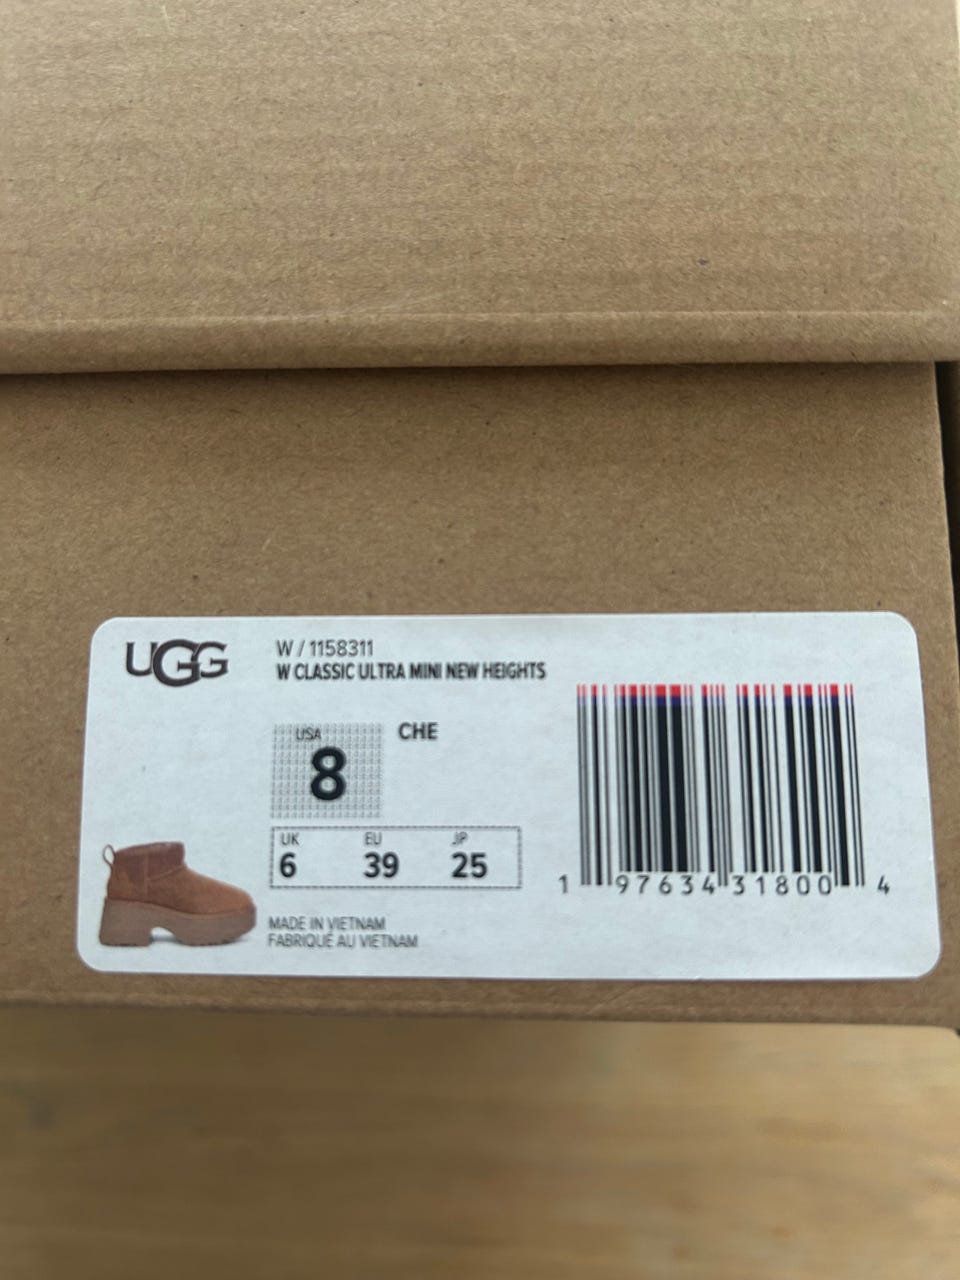 UGG
W / 1158311
W CLASSIC ULTRA MINI NEW HEIGHTS
USA
8
CHE
UK EU JP
6 39 25
1 97634 31800 4
MADE IN VIETNAM
FABRIQUÉ AU VIETNAM